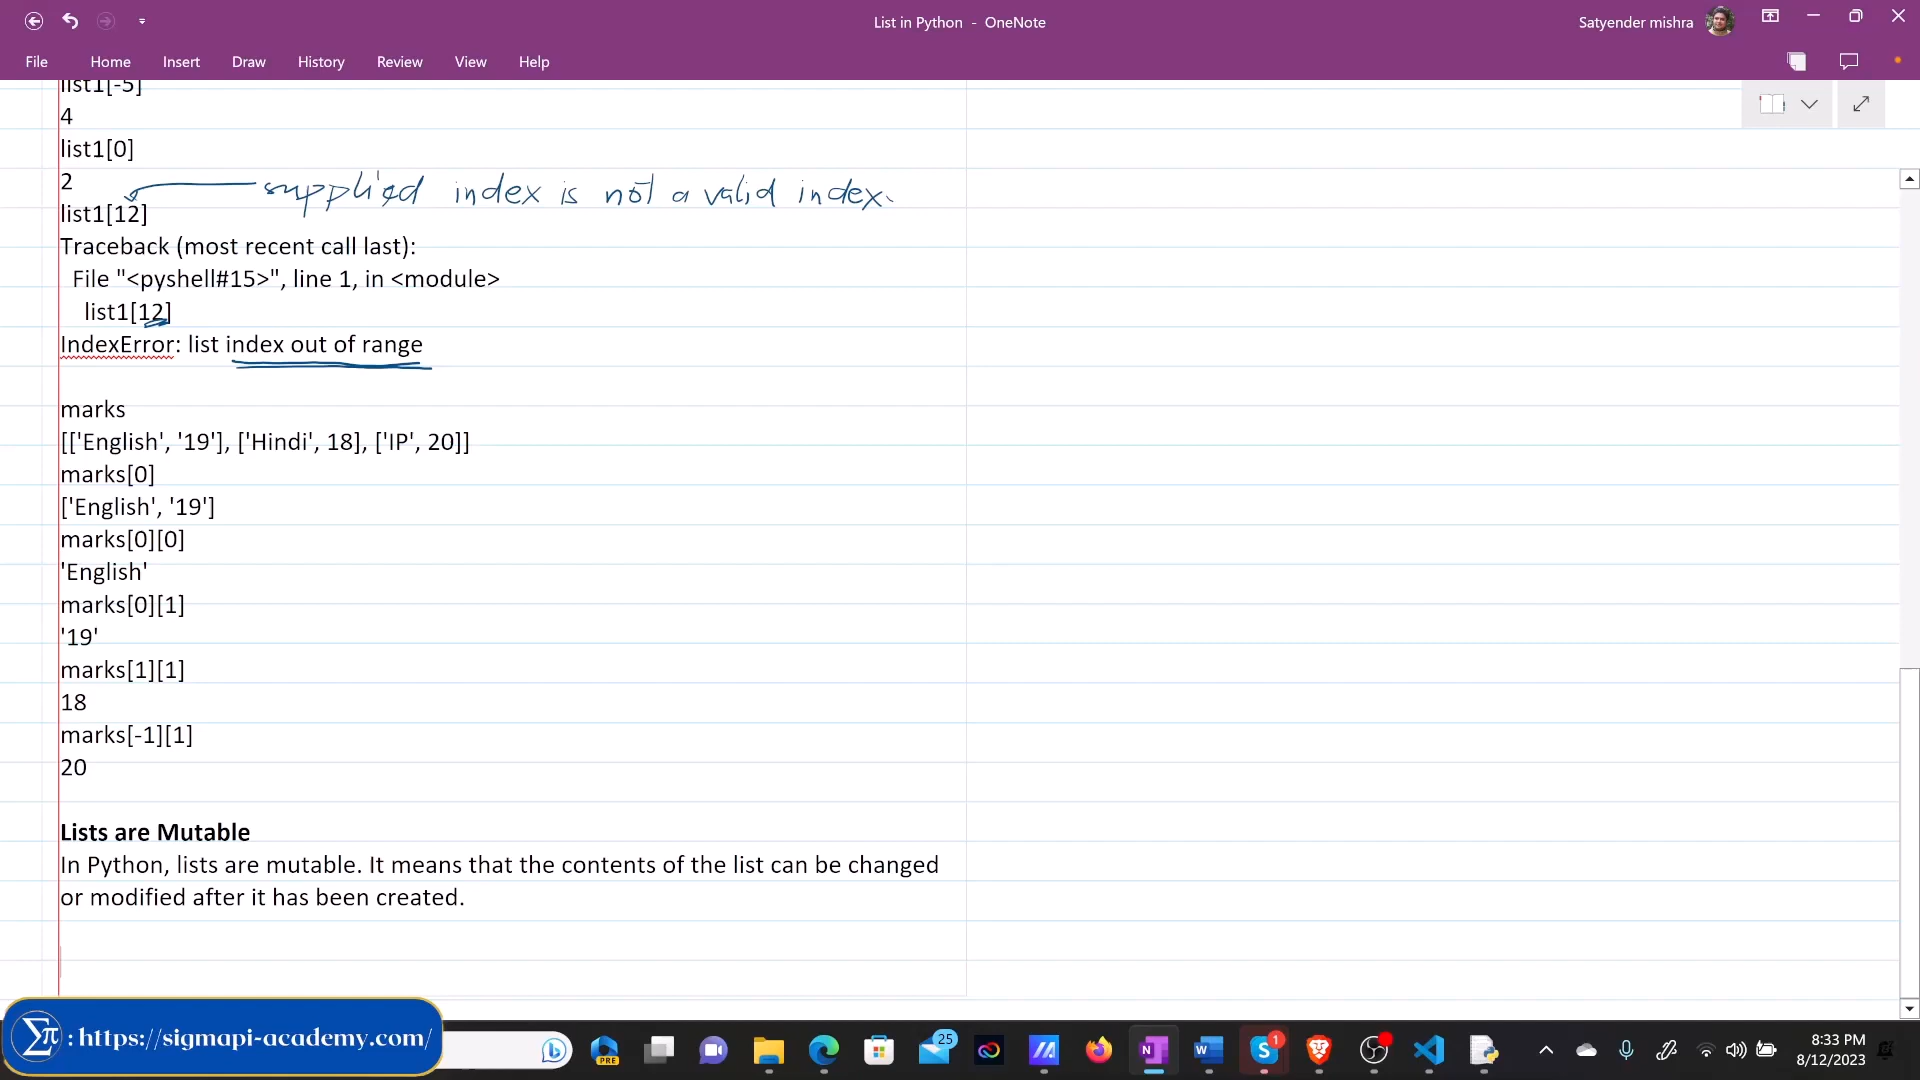 List in Python - OneNote
Satyender mishra
File Home Insert Draw History Review View Help
list1[-5]
4
list1[0]
2
supplied index is not a valid index.
list1[12]
Traceback (most recent call last):
File "<pyshell#15>", line 1, in <module>
list1[12]
IndexError: list index out of range
marks
[['English', '19'], ['Hindi', 18], ['IP', 20]]
marks[0]
['English', '19']
marks[0][0]
'English'
marks[0][1]
'19'
marks[1][1]
18
marks[-1][1]
20
Lists are Mutable
In Python, lists are mutable. It means that the contents of the list can be changed
or modified after it has been created.
Σπ : https://sigmapi-academy.com/
PRE
25
N
W
S
1
8:33 PM
8/12/2023